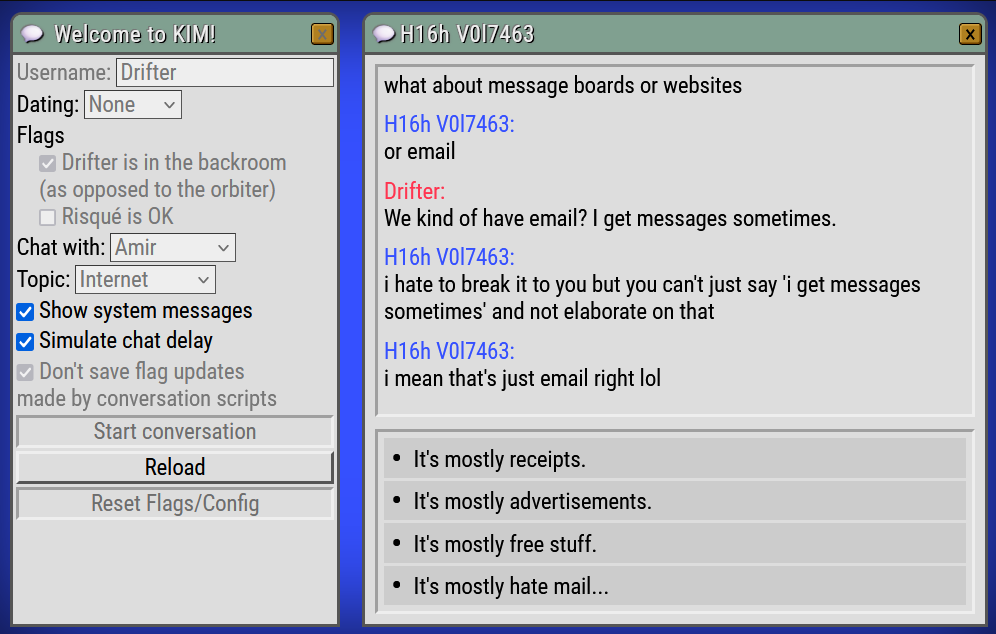 Welcome to KIM!
x
Username: Drifter
Dating: None
Flags
Drifter is in the backroom
(as opposed to the orbiter)
Risqué is OK
Chat with: Amir
Topic: Internet
Show system messages
Simulate chat delay
Don't save flag updates
made by conversation scripts
Start conversation
Reload
Reset Flags/Config
H16h V0l7463
x
what about message boards or websites
H16h V0l7463:
or email
Drifter:
We kind of have email? I get messages sometimes.
H16h V0l7463:
i hate to break it to you but you can't just say 'i get messages
sometimes' and not elaborate on that
H16h V0l7463:
i mean that's just email right lol
• It's mostly receipts.
• It's mostly advertisements.
• It's mostly free stuff.
• It's mostly hate mail...